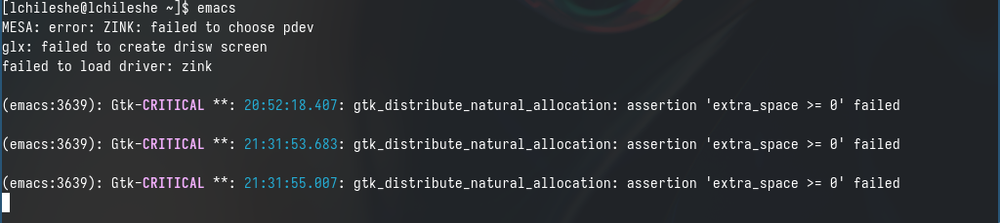 [lchileshe@lchileshe ~]$ emacs
MESA: error: ZINK: failed to choose pdev
glx: failed to create drisw screen
failed to load driver: zink
(emacs:3639): Gtk-CRITICAL **: 20:52:18.407: gtk_distribute_natural_allocation: assertion 'extra_space >= 0' failed
(emacs:3639): Gtk-CRITICAL **: 21:31:53.683: gtk_distribute_natural_allocation: assertion 'extra_space >= 0' failed
(emacs:3639): Gtk-CRITICAL **: 21:31:55.007: gtk_distribute_natural_allocation: assertion 'extra_space >= 0' failed